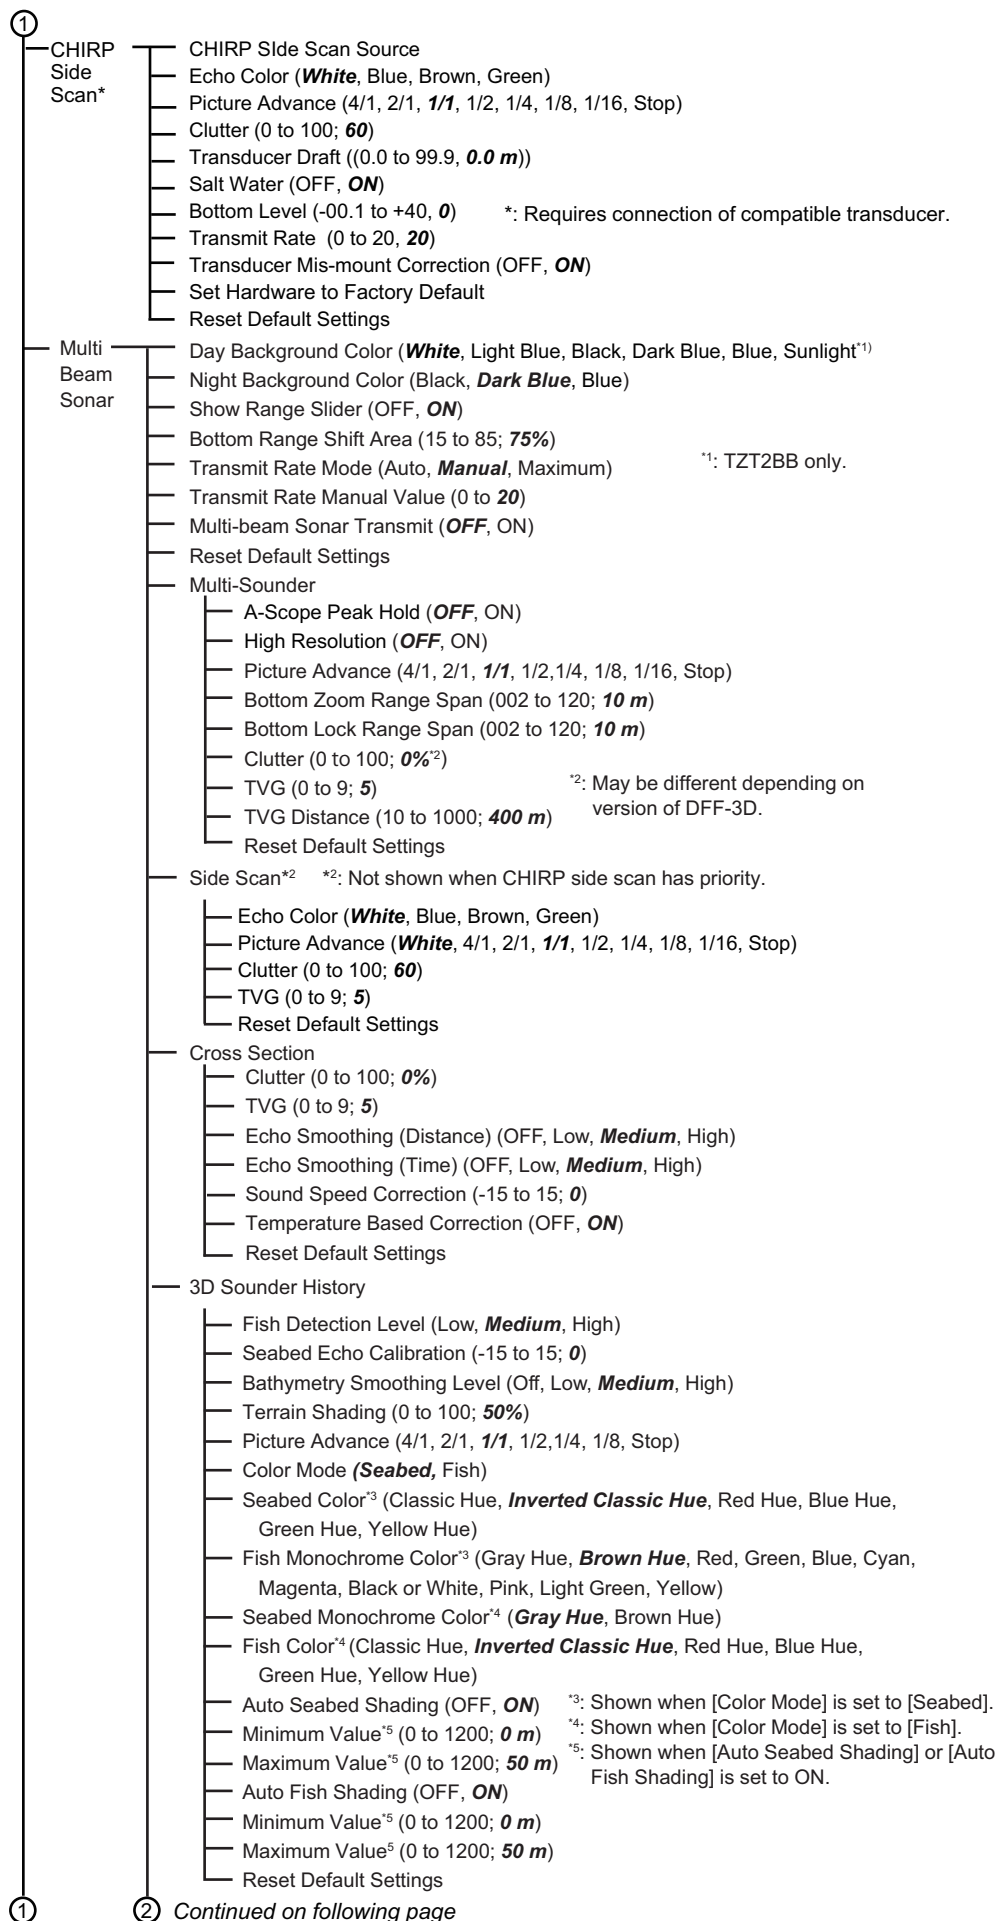 1
CHIRP Side Scan*
CHIRP SIde Scan Source
Echo Color (White, Blue, Brown, Green)
Picture Advance (4/1, 2/1, 1/1, 1/2, 1/4, 1/8, 1/16, Stop)
Clutter (0 to 100; 60)
Transducer Draft ((0.0 to 99.9, 0.0 m))
Salt Water (OFF, ON)
Bottom Level (-00.1 to +40, 0)
*: Requires connection of compatible transducer.
Transmit Rate (0 to 20, 20)
Transducer Mis-mount Correction (OFF, ON)
Set Hardware to Factory Default
Reset Default Settings
Multi Beam Sonar
Day Background Color (White, Light Blue, Black, Dark Blue, Blue, Sunlight*1)
Night Background Color (Black, Dark Blue, Blue)
Show Range Slider (OFF, ON)
Bottom Range Shift Area (15 to 85; 75%)
Transmit Rate Mode (Auto, Manual, Maximum)
*1: TZT2BB only.
Transmit Rate Manual Value (0 to 20)
Multi-beam Sonar Transmit (OFF, ON)
Reset Default Settings
Multi-Sounder
A-Scope Peak Hold (OFF, ON)
High Resolution (OFF, ON)
Picture Advance (4/1, 2/1, 1/1, 1/2,1/4, 1/8, 1/16, Stop)
Bottom Zoom Range Span (002 to 120; 10 m)
Bottom Lock Range Span (002 to 120; 10 m)
Clutter (0 to 100; 0%*2)
TVG (0 to 9; 5)
TVG Distance (10 to 1000; 400 m)
*2: May be different depending on
version of DFF-3D.
Reset Default Settings
Side Scan*2
*2: Not shown when CHIRP side scan has priority.
Echo Color (White, Blue, Brown, Green)
Picture Advance (White, 4/1, 2/1, 1/1, 1/2, 1/4, 1/8, 1/16, Stop)
Clutter (0 to 100; 60)
TVG (0 to 9; 5)
Reset Default Settings
Cross Section
Clutter (0 to 100; 0%)
TVG (0 to 9; 5)
Echo Smoothing (Distance) (OFF, Low, Medium, High)
Echo Smoothing (Time) (OFF, Low, Medium, High)
Sound Speed Correction (-15 to 15; 0)
Temperature Based Correction (OFF, ON)
Reset Default Settings
3D Sounder History
Fish Detection Level (Low, Medium, High)
Seabed Echo Calibration (-15 to 15; 0)
Bathymetry Smoothing Level (Off, Low, Medium, High)
Terrain Shading (0 to 100; 50%)
Picture Advance (4/1, 2/1, 1/1, 1/2,1/4, 1/8, Stop)
Color Mode (Seabed, Fish)
Seabed Color*3 (Classic Hue, Inverted Classic Hue, Red Hue, Blue Hue,
Green Hue, Yellow Hue)
Fish Monochrome Color*3 (Gray Hue, Brown Hue, Red, Green, Blue, Cyan,
Magenta, Black or White, Pink, Light Green, Yellow)
Seabed Monochrome Color*4 (Gray Hue, Brown Hue)
Fish Color*4 (Classic Hue, Inverted Classic Hue, Red Hue, Blue Hue,
Green Hue, Yellow Hue)
Auto Seabed Shading (OFF, ON)
Minimum Value*5 (0 to 1200; 0 m)
Maximum Value*5 (0 to 1200; 50 m)
*3: Shown when [Color Mode] is set to [Seabed].
*4: Shown when [Color Mode] is set to [Fish].
*5: Shown when [Auto Seabed Shading] or [Auto
Fish Shading] is set to ON.
Auto Fish Shading (OFF, ON)
Minimum Value*5 (0 to 1200; 0 m)
Maximum Value5 (0 to 1200; 50 m)
Reset Default Settings
1
2 Continued on following page